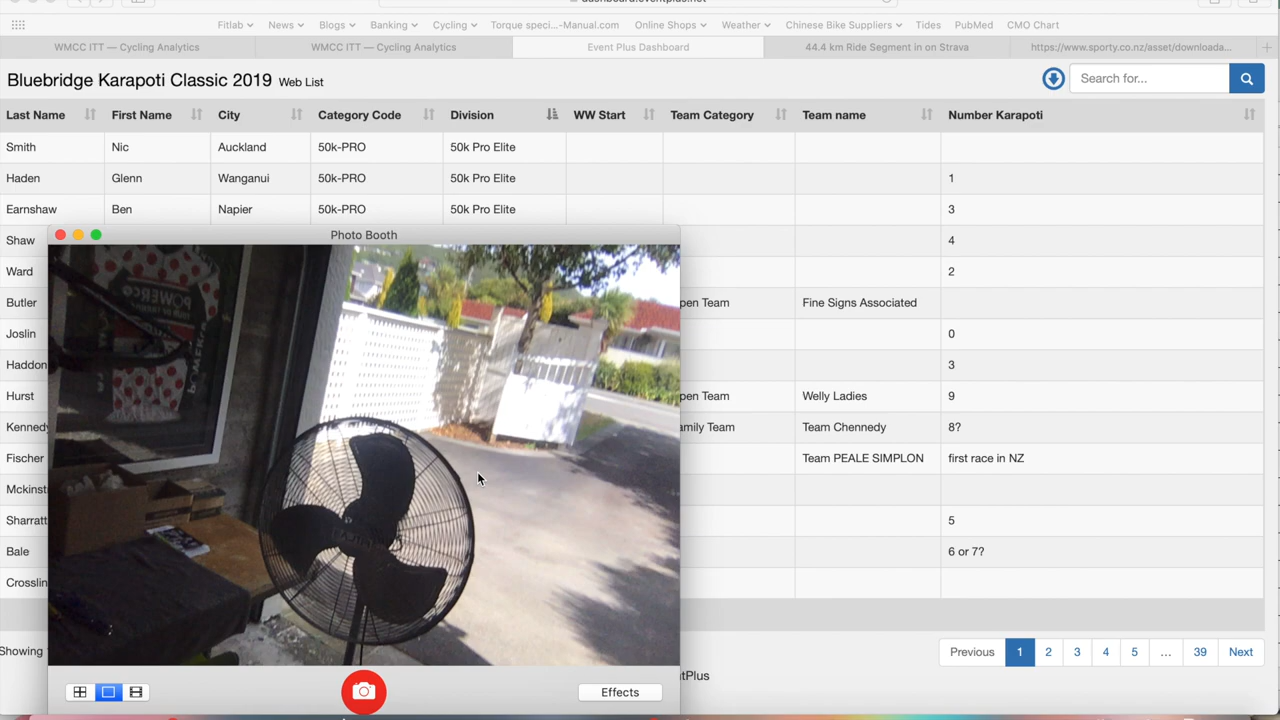 dashboard.eventplus.net
Fitlab News Blogs Banking Cycling Torque speci...-Manual.com Online Shops Weather Chinese Bike Suppliers Tides PubMed CMO Chart
WMCC ITT — Cycling Analytics WMCC ITT — Cycling Analytics Event Plus Dashboard 44.4 km Ride Segment in on Strava https://www.sporty.co.nz/asset/downloada...
Bluebridge Karapoti Classic 2019 Web List Search for...
Last Name First Name City Category Code Division WW Start Team Category Team name Number Karapoti
Smith Nic Auckland 50k-PRO 50k Pro Elite
Haden Glenn Wanganui 50k-PRO 50k Pro Elite 1
Earnshaw Ben Napier 50k-PRO 50k Pro Elite 3
Shaw 4
Photo Booth
Ward 2
Butler pen Team Fine Signs Associated
POWERCO
Joslin 0
Haddon 3
Hurst pen Team Welly Ladies 9
Kennedy amily Team Team Chennedy 8?
Fischer Team PEALE SIMPLON first race in NZ
Mckinst
Sharratt 5
Bale 6 or 7?
Crosslin
Showing Previous 1 2 3 4 5 ... 39 Next
ntPlus
Effects